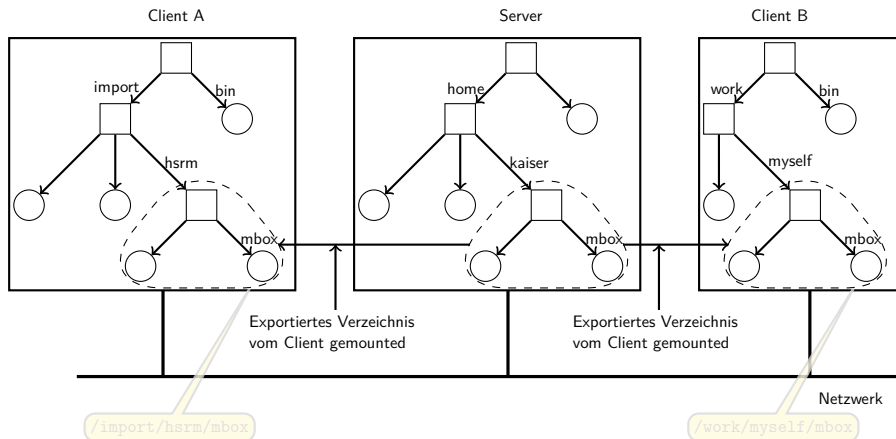 Client A
Server
Client B
import
bin
home
work
bin
hsrm
kaiser
myself
mbox
mbox
mbox
Exportiertes Verzeichnis
vom Client gemounted
Exportiertes Verzeichnis
vom Client gemounted
Netzwerk
/import/hsrm/mbox
/work/myself/mbox